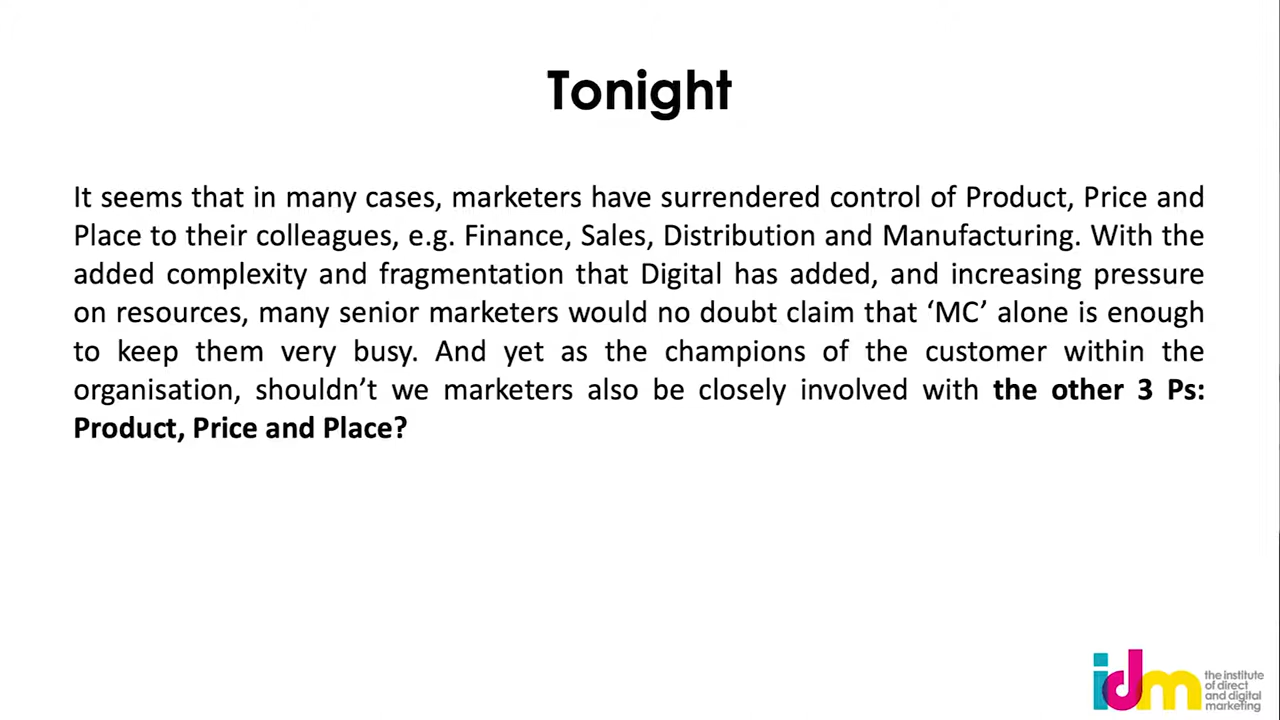 Tonight
It seems that in many cases, marketers have surrendered control of Product, Price and
Place to their colleagues, e.g. Finance, Sales, Distribution and Manufacturing. With the
added complexity and fragmentation that Digital has added, and increasing pressure
on resources, many senior marketers would no doubt claim that ‘MC’ alone is enough
to keep them very busy. And yet as the champions of the customer within the
organisation, shouldn’t we marketers also be closely involved with the other 3 Ps:
Product, Price and Place?
idm
the institute
of direct
and digital
marketing